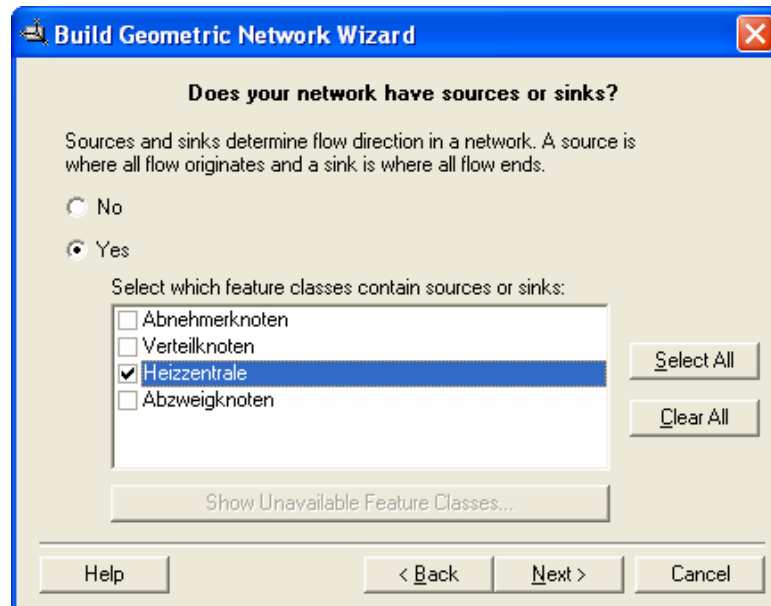 Build Geometric Network Wizard
Does your network have sources or sinks?
Sources and sinks determine flow direction in a network. A source is
where all flow originates and a sink is where all flow ends.
No
Yes
Select which feature classes contain sources or sinks:
Abnehmerknoten
Verteilknoten
Heizzentrale
Abzweigknoten
Select All
Clear All
Show Unavailable Feature Classes...
Help
< Back
Next >
Cancel